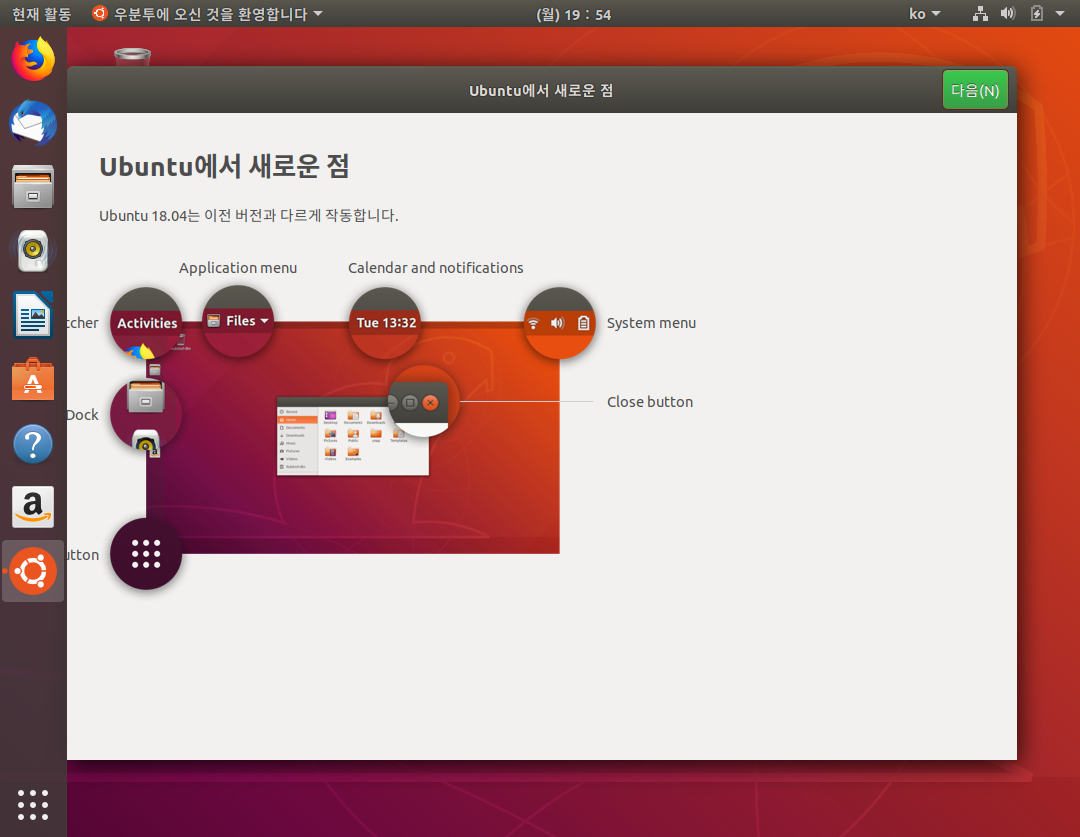 현재 활동 우분투에 오신 것을 환영합니다 (월) 19 : 54 ko
Ubuntu에서 새로운 점 다음(N)
Ubuntu에서 새로운 점
Ubuntu 18.04는 이전 버전과 다르게 작동합니다.
Application menu Calendar and notifications
Activities Files Tue 13:32 System menu
Dock Close button